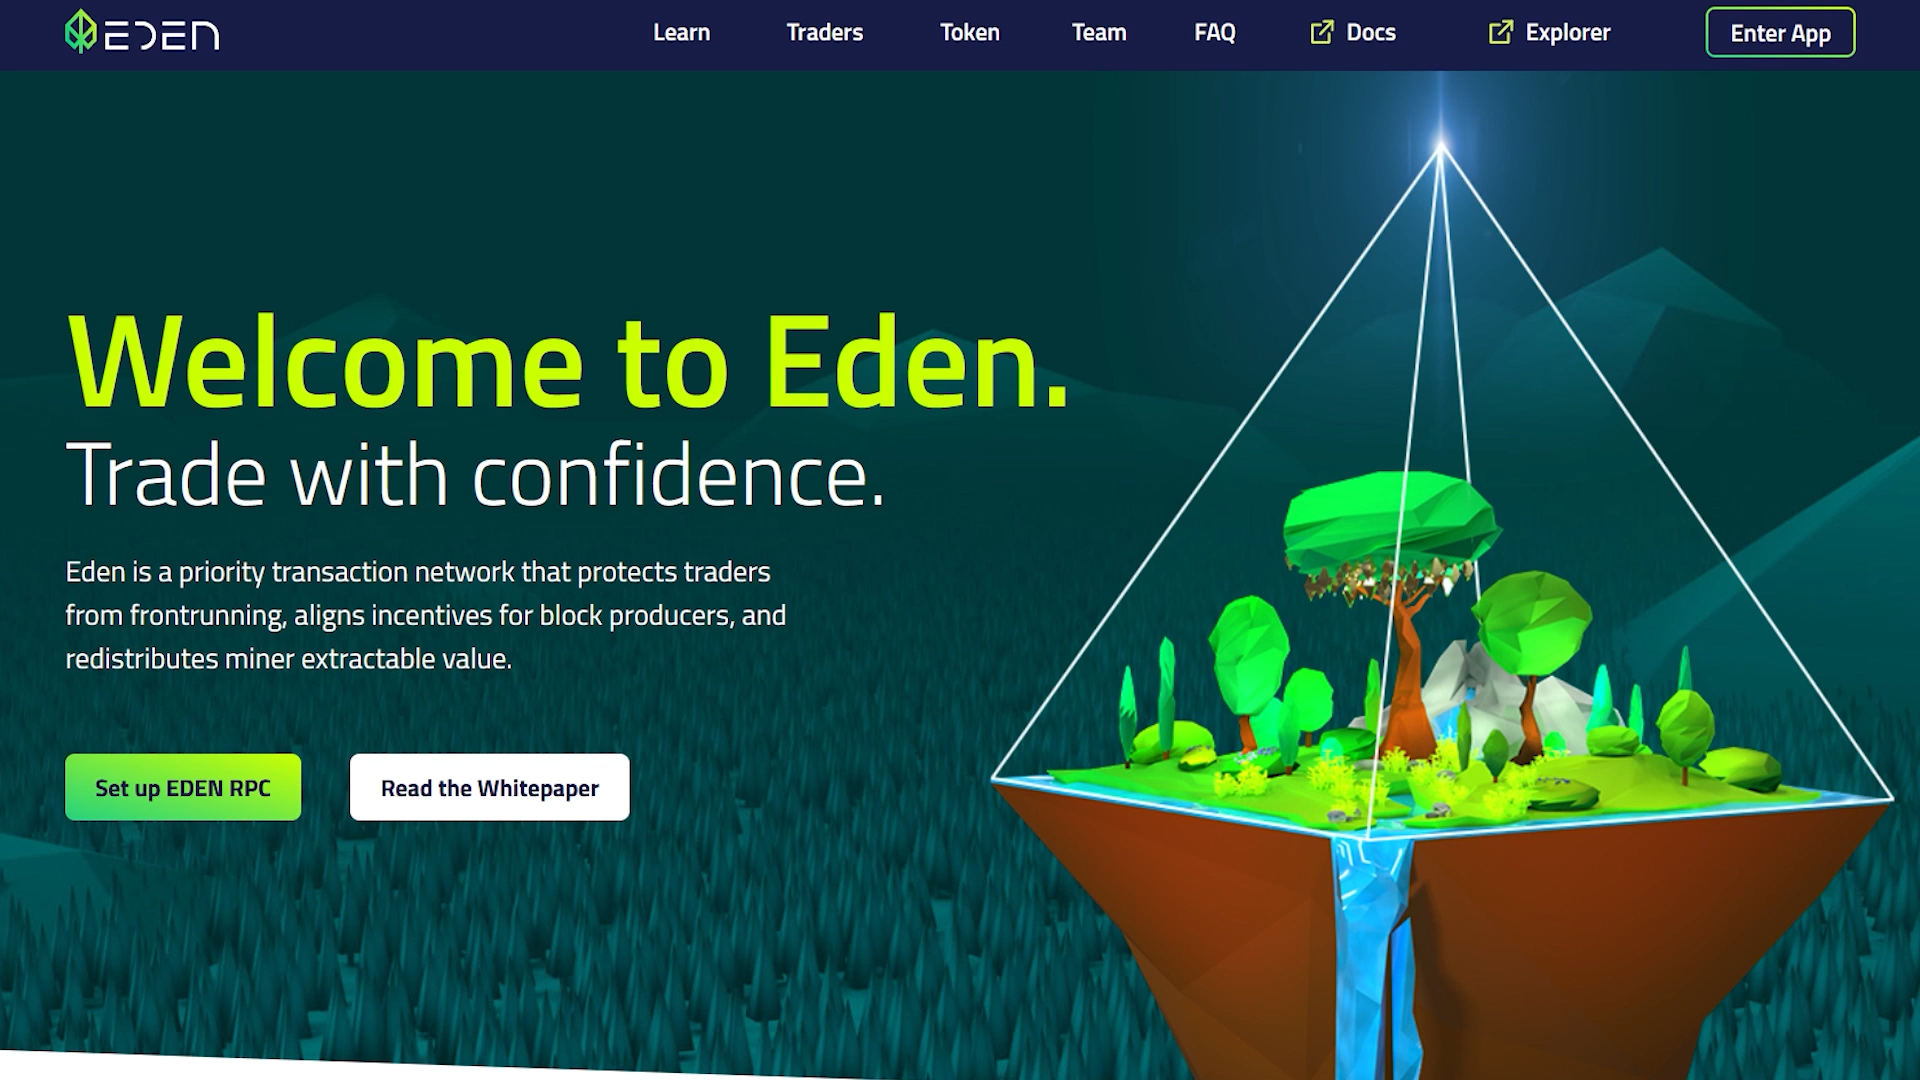 EDEN
Learn
Traders
Token
Team
FAQ
Docs
Explorer
Enter App
Welcome to Eden.
Trade with confidence.
Eden is a priority transaction network that protects traders
from frontrunning, aligns incentives for block producers, and
redistributes miner extractable value.
Set up EDEN RPC
Read the Whitepaper